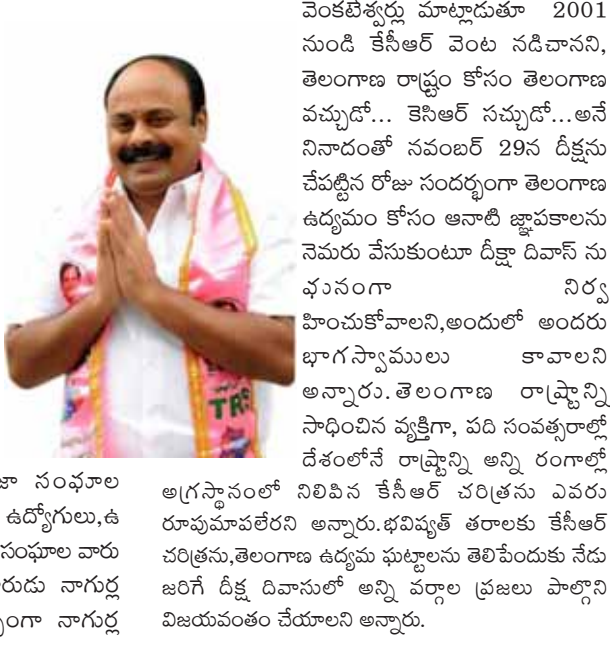 వెంకటేశ్వర్లు మాట్లాడుతూ 2001
నుండి కేసీఆర్ వెంట నడిచానని,
తెలంగాణ రాష్ట్రం కోసం తెలంగాణ
వచ్చుడో... కెసిఆర్ సచ్చుడో...అనే
నినాదంతో నవంబర్ 29న దీక్షను
చేపట్టిన రోజు సందర్భంగా తెలంగాణ
ఉద్యమం కోసం ఆనాటి జ్ఞాపకాలను
నెమరు వేసుకుంటూ దీక్షా దివాస్ ను
ఘనంగా నిర్వ
హించుకోవాలని,అందులో అందరు
భాగస్వాములు కావాలని
అన్నారు.తెలంగాణ రాష్ట్రాన్ని
సాధించిన వ్యక్తిగా, పది సంవత్సరాల్లో
దేశంలోనే రాష్ట్రాన్ని అన్ని రంగాల్లో
అగ్రస్థానంలో నిలిపిన కేసీఆర్ చరిత్రను ఎవరు
రూపుమాపలేరని అన్నారు.భవిష్యత్ తరాలకు కేసీఆర్
చరిత్రను,తెలంగాణ ఉద్యమ ఘట్టాలను తెలిపేందుకు నేడు
జరిగే దీక్ష దివాసులో అన్ని వర్గాల ప్రజలు పాల్గొని
విజయవంతం చేయాలని అన్నారు.
TRS
సంఘాల
ఉద్యోగులు,ఉ
సంఘాల వారు
నాగుర్ల
నాగుర్ల